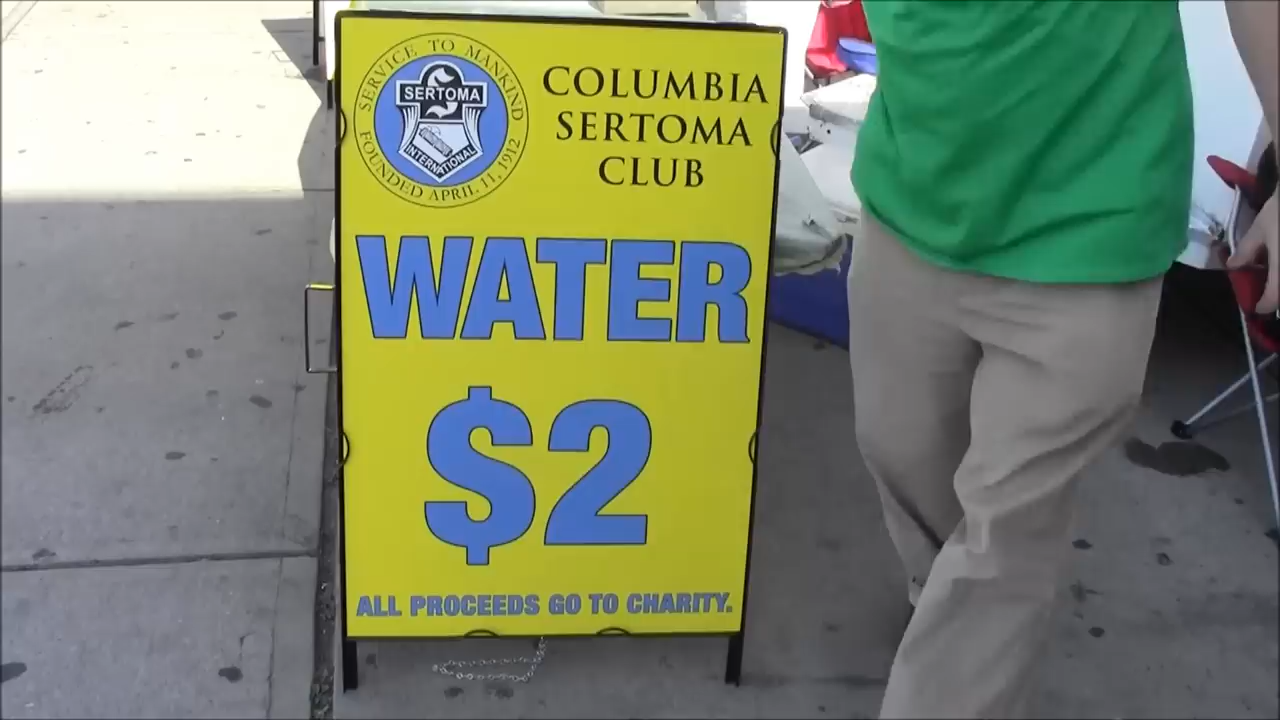 SERVICE TO MANKIND
SERTOMA
INTERNATIONAL
FOUNDED APRIL 11, 1912
COLUMBIA
SERTOMA
CLUB
WATER
$2
ALL PROCEEDS GO TO CHARITY.